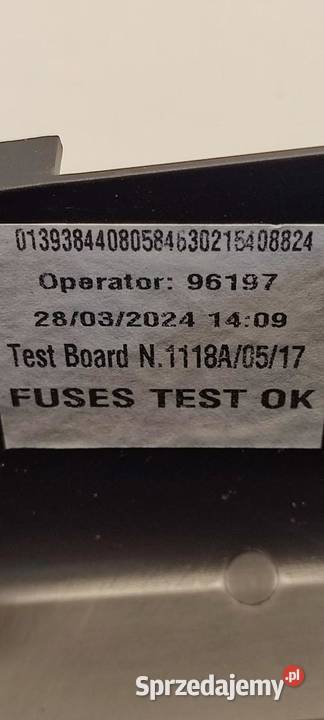 01393844080584630215408824
Operator: 96197
28/03/2024 14:09
Test Board N.1118A/05/17
FUSES TEST OK
Sprzedajemy.pl